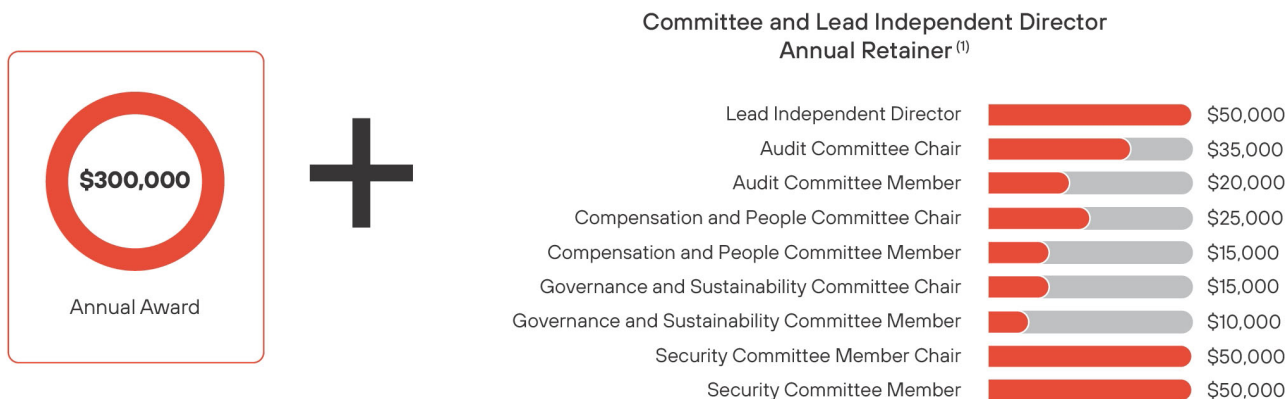 $300,000
Annual Award
Committee and Lead Independent Director
Annual Retainer (1)
Lead Independent Director $50,000
Audit Committee Chair $35,000
Audit Committee Member $20,000
Compensation and People Committee Chair $25,000
Compensation and People Committee Member $15,000
Governance and Sustainability Committee Chair $15,000
Governance and Sustainability Committee Member $10,000
Security Committee Member Chair $50,000
Security Committee Member $50,000